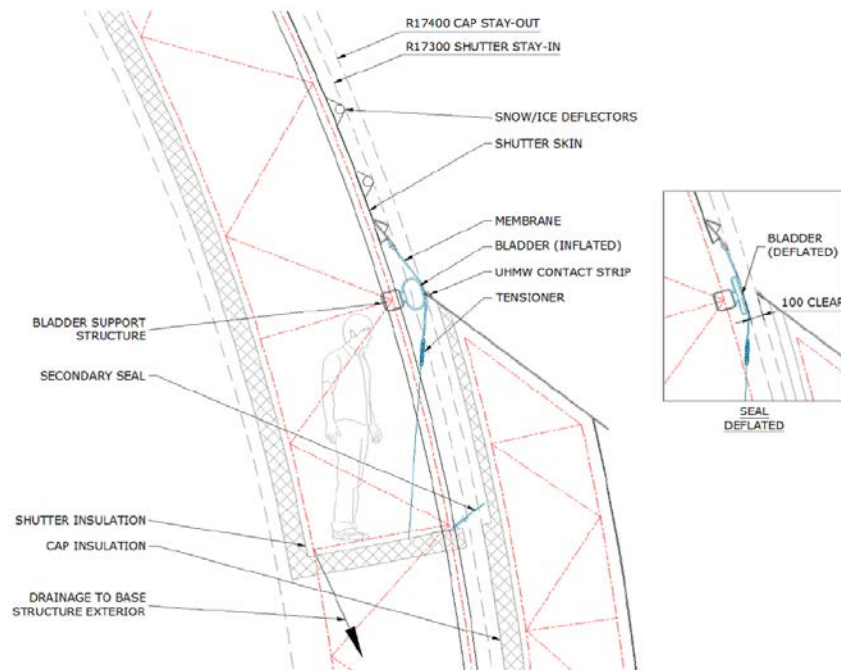 R17400 CAP STAY-OUT
R17300 SHUTTER STAY-IN
SNOW/ICE DEFLECTORS
SHUTTER SKIN
MEMBRANE
BLADDER (INFLATED)
UHMW CONTACT STRIP
TENSIONER
BLADDER SUPPORT
STRUCTURE
SECONDARY SEAL
SHUTTER INSULATION
CAP INSULATION
DRAINAGE TO BASE
STRUCTURE EXTERIOR
BLADDER
(DEFLATED)
100 CLEAR
SEAL
DEFLATED